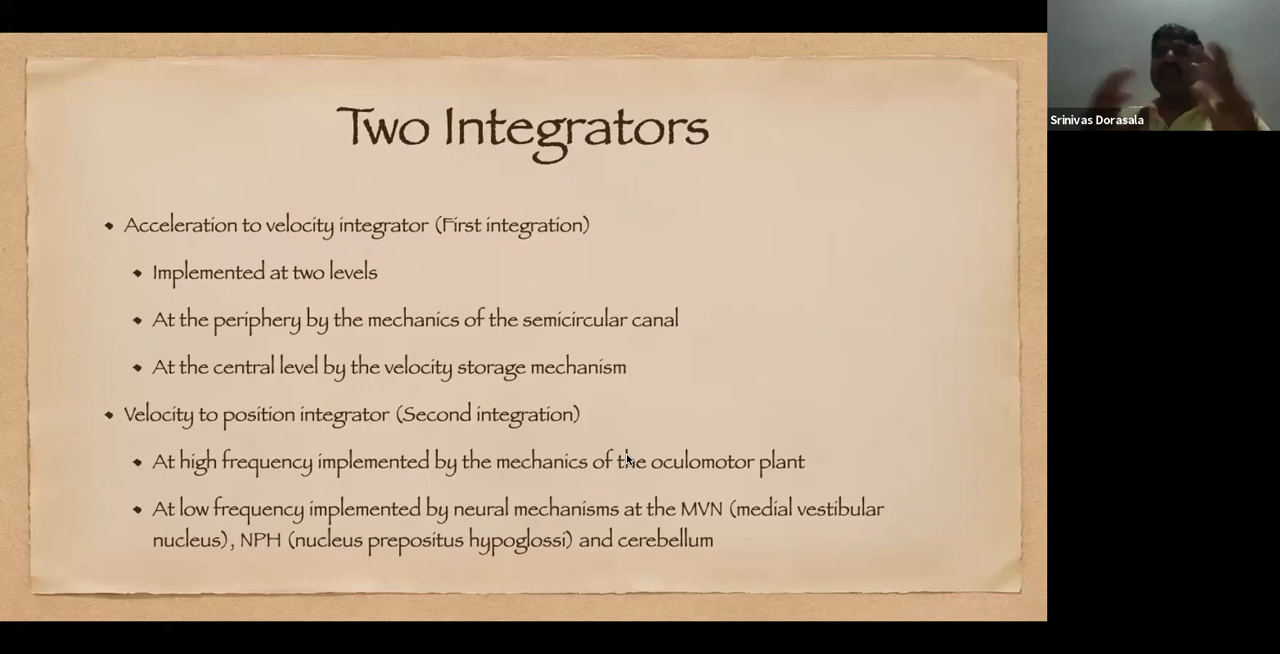 Two Integrators
Acceleration to velocity integrator (First integration)
Implemented at two levels
At the periphery by the mechanics of the semicircular canal
At the central level by the velocity storage mechanism
Velocity to position integrator (Second integration)
At high frequency implemented by the mechanics of the oculomotor plant
At low frequency implemented by neural mechanisms at the MVN (medial vestibular
nucleus), NPH (nucleus prepositus hypoglossi) and cerebellum
Srinivas Dorasala